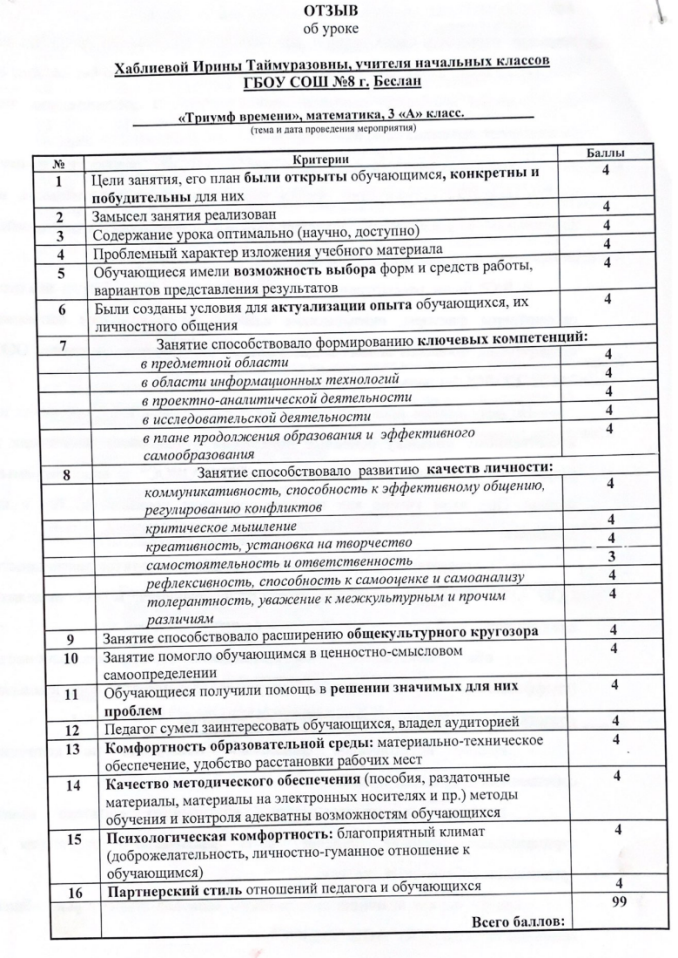 ОТЗЫВ
об уроке
Хаблиевой Ирины Таймуразовны, учителя начальных классов
ГБОУ СОШ №8 г. Беслан
«Триумф времени», математика, 3 «А» класс.
(тема и дата проведения мероприятия)
№ Критерии Баллы
1 Цели занятия, его план были открыты обучающимся, конкретны и 4
побудительны для них
2 Замысел занятия реализован 4
3 Содержание урока оптимально (научно, доступно) 4
4 Проблемный характер изложения учебного материала 4
5 Обучающиеся имели возможность выбора форм и средств работы, 4
вариантов представления результатов
6 Были созданы условия для актуализации опыта обучающихся, их 4
личностного общения
7 Занятие способствовало формированию ключевых компетенций:
в предметной области 4
в области информационных технологий 4
в проектно-аналитической деятельности 4
в исследовательской деятельности 4
в плане продолжения образования и эффективного 4
самообразования
8 Занятие способствовало развитию качеств личности:
коммуникативность, способность к эффективному общению, 4
регулированию конфликтов
критическое мышление 4
креативность, установка на творчество 4
самостоятельность и ответственность 3
рефлексивность, способность к самооценке и самоанализу 4
толерантность, уважение к межкультурным и прочим 4
различиям
9 Занятие способствовало расширению общекультурного кругозора 4
10 Занятие помогло обучающимся в ценностно-смысловом 4
самоопределении
11 Обучающиеся получили помощь в решении значимых для них 4
проблем
12 Педагог сумел заинтересовать обучающихся, владел аудиторией 4
13 Комфортность образовательной среды: материально-техническое 4
обеспечение, удобство расстановки рабочих мест
14 Качество методического обеспечения (пособия, раздаточные 4
материалы, материалы на электронных носителях и пр.) методы
обучения и контроля адекватны возможностям обучающихся
15 Психологическая комфортность: благоприятный климат 4
(доброжелательность, личностно-гуманное отношение к
обучающимся)
16 Партнерский стиль отношений педагога и обучающихся 4
99
Всего баллов: